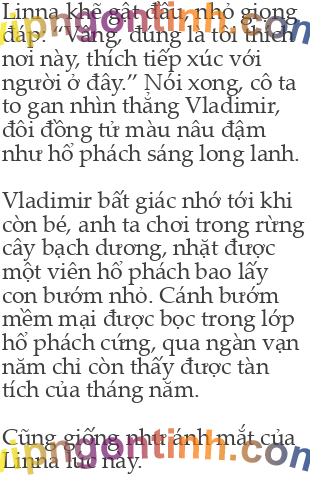 Linna khẽ gật đầu, nhỏ giọng
đáp: “Vâng, đúng là tôi thích
nơi này, thích tiếp xúc với
người ở đây.” Nói xong, cô ta
to gan nhìn thẳng Vladimir,
đôi đồng tử màu nâu đậm
như hổ phách sáng long lanh.
Vladimir bất giác nhớ tới khi
còn bé, anh ta chơi trong rừng
cây bạch dương, nhặt được
một viên hổ phách bao lấy
con bướm nhỏ. Cánh bướm
mềm mại được bọc trong lớp
hổ phách cứng, qua ngàn vạn
năm chỉ còn thấy được tàn
tích của tháng năm.
Cũng giống như ánh mắt của
Linna lúc này.